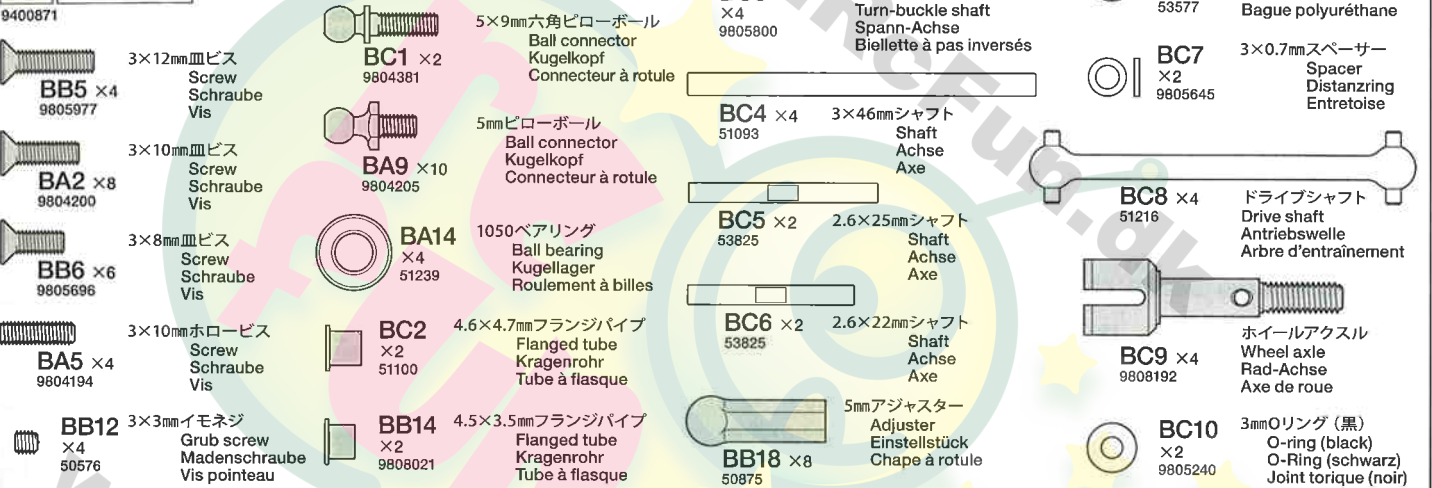 9400871
BB5 ×4
9805977
3×12mm皿ビス
Screw
Schraube
Vis
BA2 ×8
9804200
3×10mm皿ビス
Screw
Schraube
Vis
BB6 ×6
9805696
3×8mm皿ビス
Screw
Schraube
Vis
BA5 ×4
9804194
3×10mmホロービス
Screw
Schraube
Vis
BB12
×4
50576
3×3mmイモネジ
Grub screw
Madenschraube
Vis pointeau
BC1 ×2
9804381
5×9mm六角ピローボール
Ball connector
Kugelkopf
Connecteur à rotule
BA9 ×10
9804205
5mmピローボール
Ball connector
Kugelkopf
Connecteur à rotule
BA14
×4
51239
1050ベアリング
Ball bearing
Kugellager
Roulement à billes
BC2
×2
51100
4.6×4.7mmフランジパイプ
Flanged tube
Kragenrohr
Tube à flasque
BB14
×2
9808021
4.5×3.5mmフランジパイプ
Flanged tube
Kragenrohr
Tube à flasque
×4
9805800
Turn-buckle shaft
Spann-Achse
Biellette à pas inversés
BC4 ×4
51093
3×46mmシャフト
Shaft
Achse
Axe
BC5 ×2
53825
2.6×25mmシャフト
Shaft
Achse
Axe
BC6 ×2
53825
2.6×22mmシャフト
Shaft
Achse
Axe
BB18 ×8
50875
5mmアジャスター
Adjuster
Einstellstück
Chape à rotule
53577
Bague polyuréthane
BC7
×2
9805645
3×0.7mmスペーサー
Spacer
Distanzring
Entretoise
BC8 ×4
51216
ドライブシャフト
Drive shaft
Antriebswelle
Arbre d'entraînement
BC9 ×4
9808192
ホイールアクスル
Wheel axle
Rad-Achse
Axe de roue
BC10
×2
9805240
3mmOリング（黒）
O-ring (black)
O-Ring (schwarz)
Joint torique (noir)
RcFun.dk